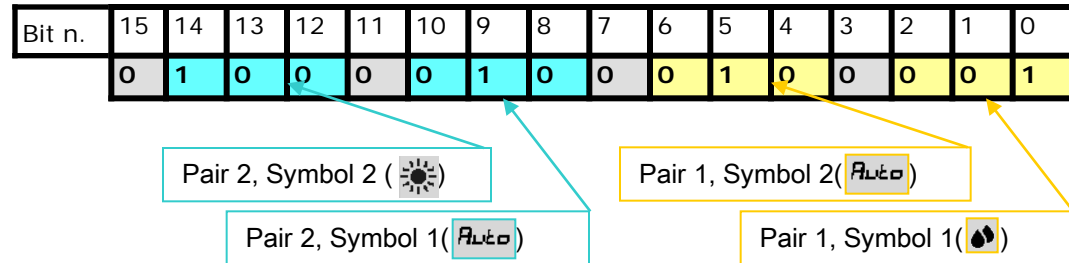 Bit n. 15 14 13 12 11 10 9 8 7 6 5 4 3 2 1 0
0 1 0 0 0 0 1 0 0 0 1 0 0 0 0 1
Pair 2, Symbol 2 ( )
Pair 1, Symbol 2( Auto )
Pair 2, Symbol 1( Auto )
Pair 1, Symbol 1( )